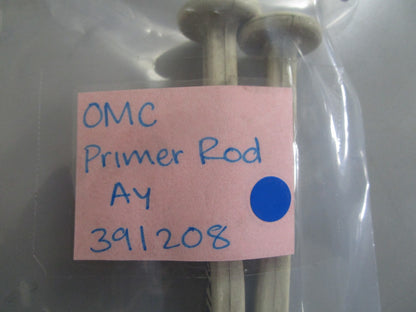 OMC
Primer Rod
Ay
391208